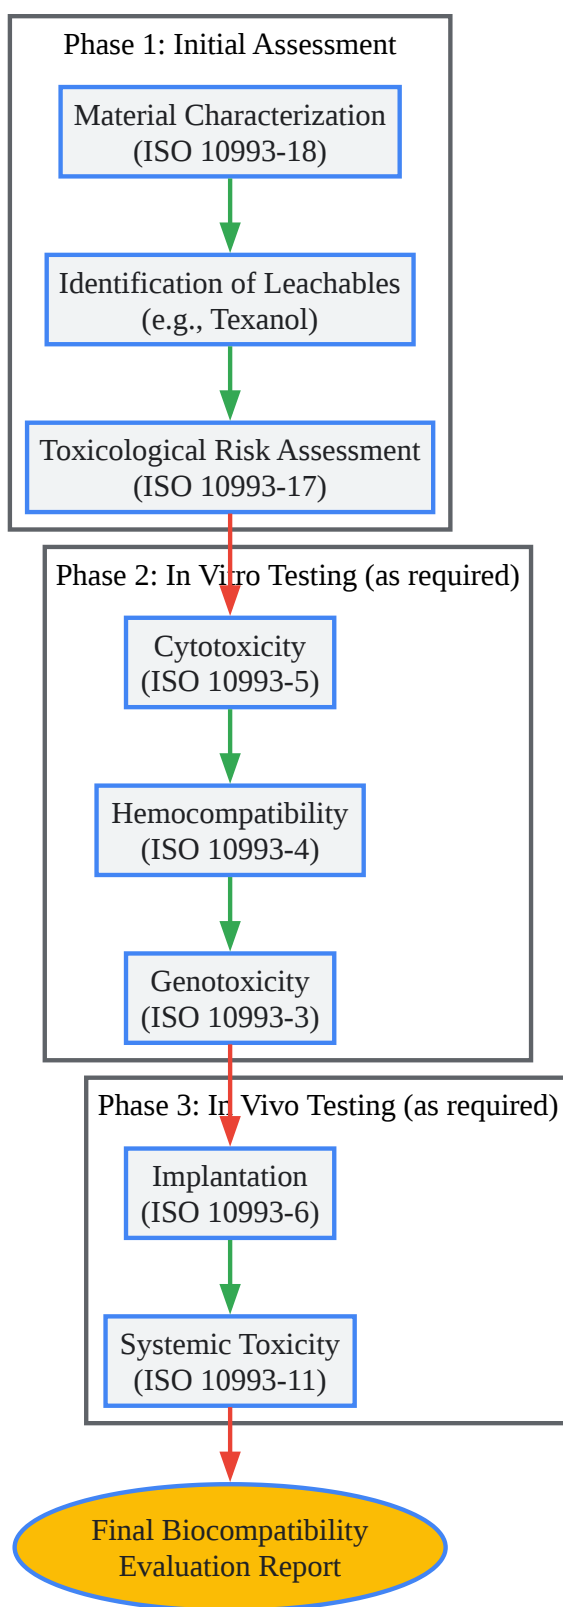 Phase 1: Initial Assessment
Material Characterization
(ISO 10993-18)
Identification of Leachables
(e.g., Texanol)
Toxicological Risk Assessment
(ISO 10993-17)
Phase 2: In Vitro Testing (as required)
Cytotoxicity
(ISO 10993-5)
Hemocompatibility
(ISO 10993-4)
Genotoxicity
(ISO 10993-3)
Phase 3: In Vivo Testing (as required)
Implantation
(ISO 10993-6)
Systemic Toxicity
(ISO 10993-11)
Final Biocompatibility
Evaluation Report